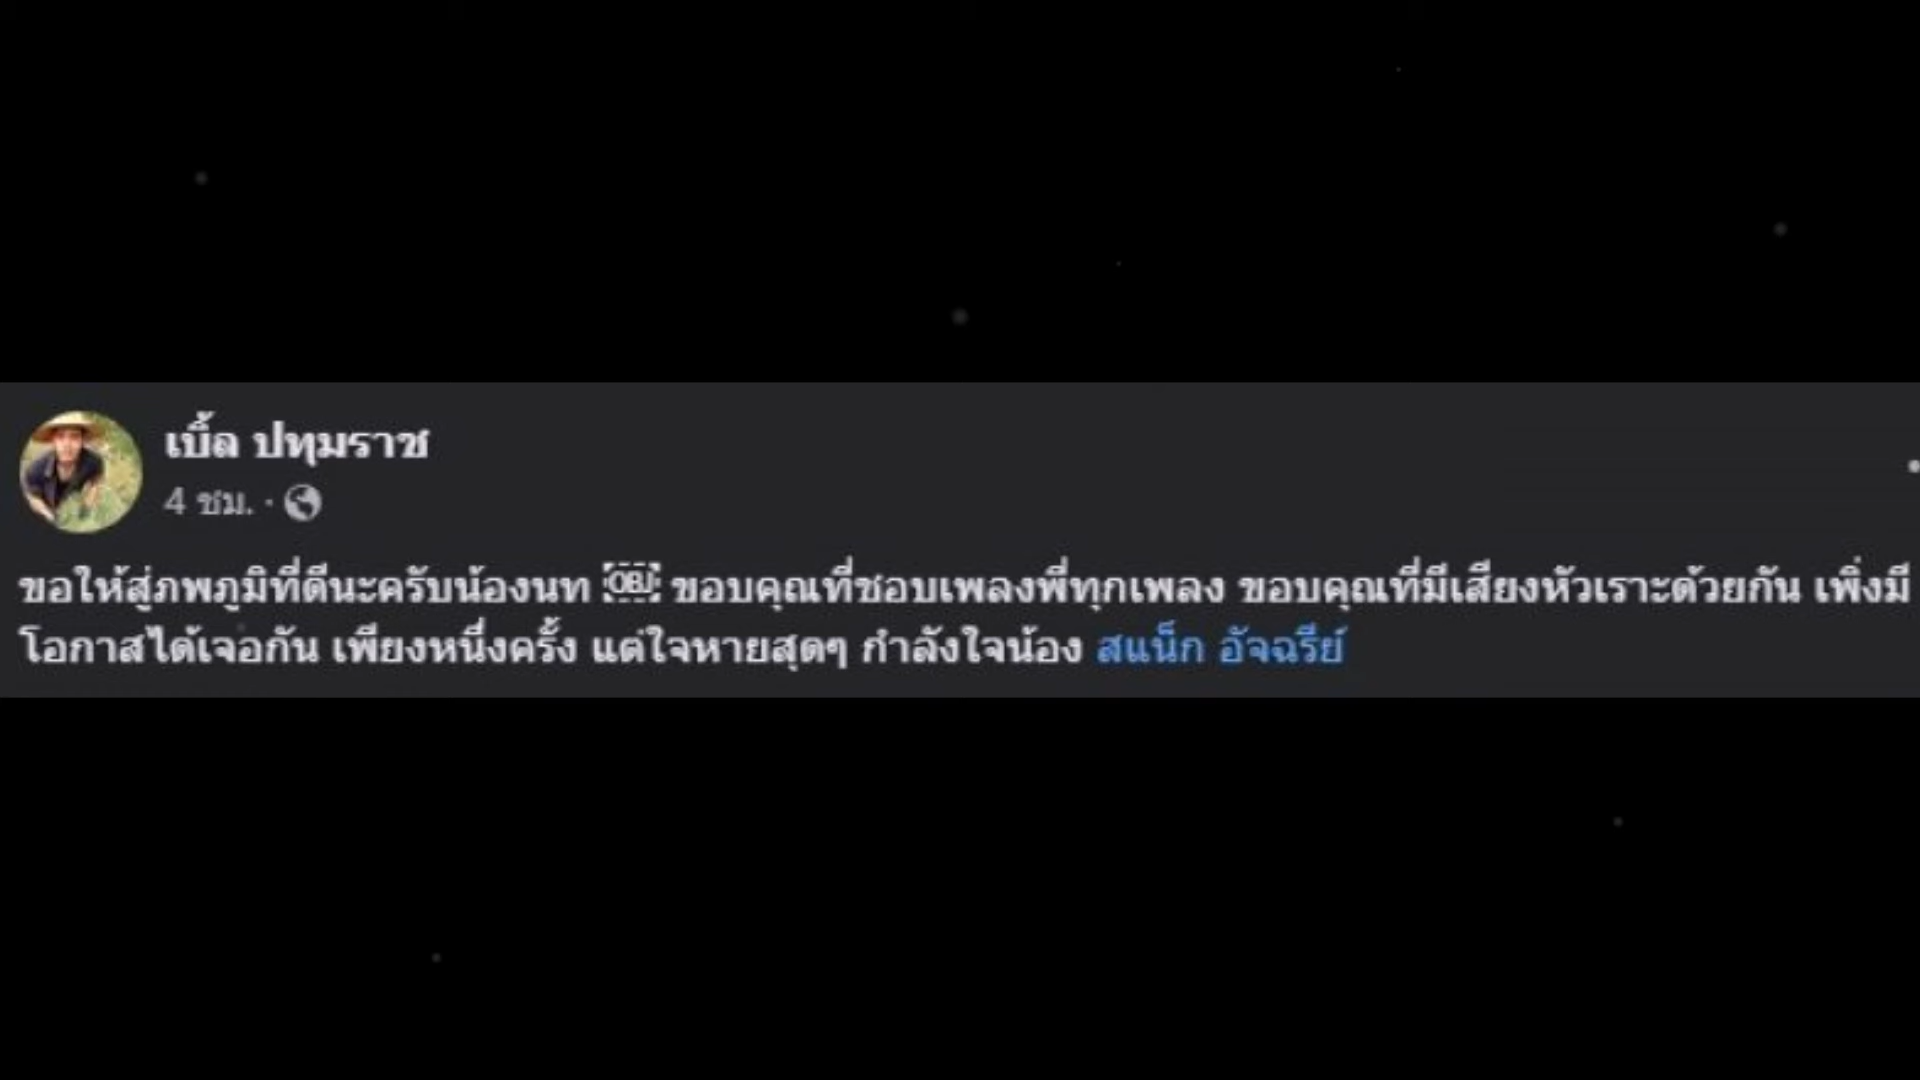 เบิ้ล ปทุมราช
4 ชม. ·
ขอให้สู่ภพภูมิที่ดีนะครับน้องนท OBJ ขอบคุณที่ชอบเพลงพี่ทุกเพลง ขอบคุณที่มีเสียงหัวเราะด้วยกัน เพิ่งมี
โอกาสได้เจอกัน เพียงหนึ่งครั้ง แต่ใจหายสุดๆ กำลังใจน้อง สแน็ก อัจฉรีย์